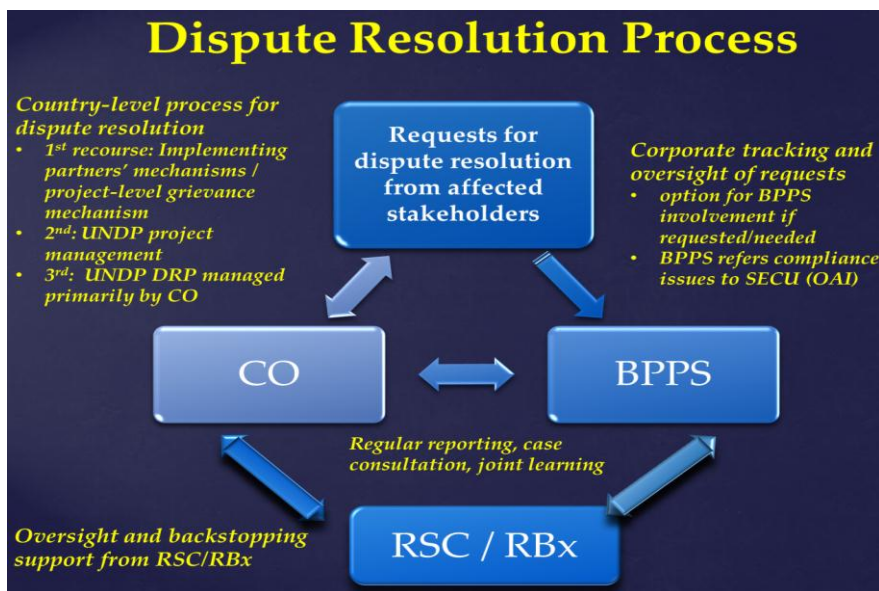 Dispute Resolution Process
Country-level process for
dispute resolution
• 1st recourse: Implementing
partners' mechanisms /
project-level grievance
mechanism
• 2nd: UNDP project
management
• 3rd: UNDP DRP managed
primarily by CO
Requests for
dispute resolution
from affected
stakeholders
Corporate tracking and
oversight of requests
• option for BPPS
involvement if
requested/needed
• BPPS refers compliance
issues to SECU (OAI)
CO
BPPS
Regular reporting, case
consultation, joint learning
Oversight and backstopping
support from RSC/RBx
RSC / RBx